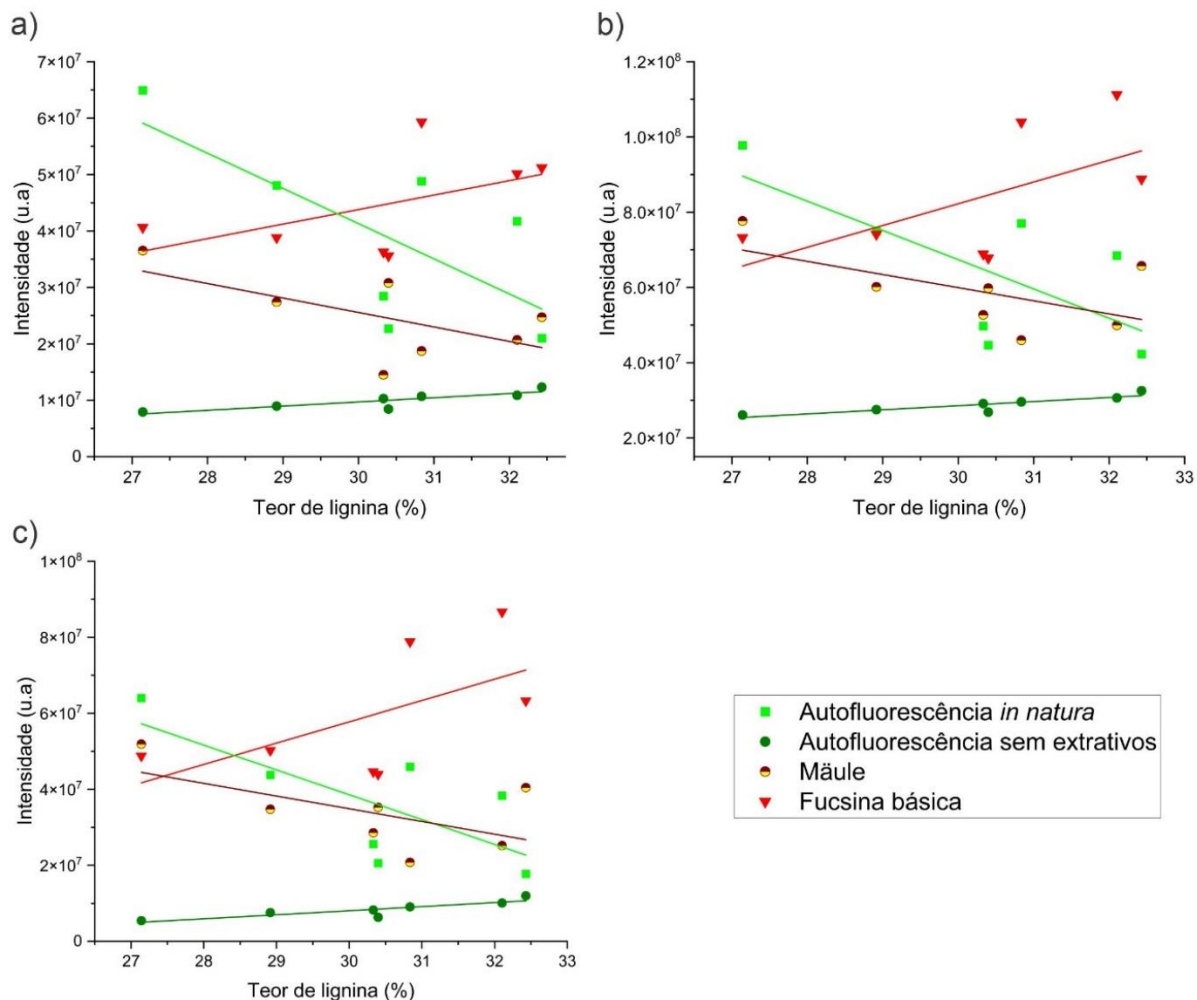 a)
7×10⁷
6×10⁷
5×10⁷
4×10⁷
3×10⁷
2×10⁷
1×10⁷
0
Intensidade (u.a)
27 28 29 30 31 32
Teor de lignina (%)
b)
1.2×10⁸
1.0×10⁸
8.0×10⁷
6.0×10⁷
4.0×10⁷
2.0×10⁷
Intensidade (u.a)
27 28 29 30 31 32 33
Teor de lignina (%)
c)
1×10⁸
8×10⁷
6×10⁷
4×10⁷
2×10⁷
0
Intensidade (u.a)
27 28 29 30 31 32 33
Teor de lignina (%)
Autofluorescência in natura
Autofluorescência sem extrativos
Mäule
Fucsina básica